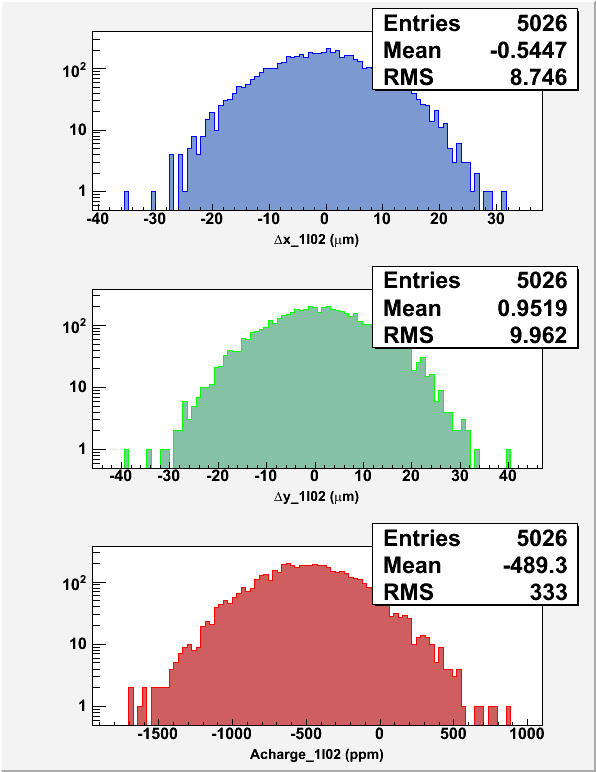 Entries 5026
Mean -0.5447
RMS 8.746
10²
10
1
-40 -30 -20 -10 0 10 20 30
Δx_1I02 (μm)
Entries 5026
Mean 0.9519
RMS 9.962
10²
10
1
-40 -30 -20 -10 0 10 20 30 40
Δy_1I02 (μm)
Entries 5026
Mean -489.3
RMS 333
10²
10
1
-1500 -1000 -500 0 500 1000
Acharge_1I02 (ppm)